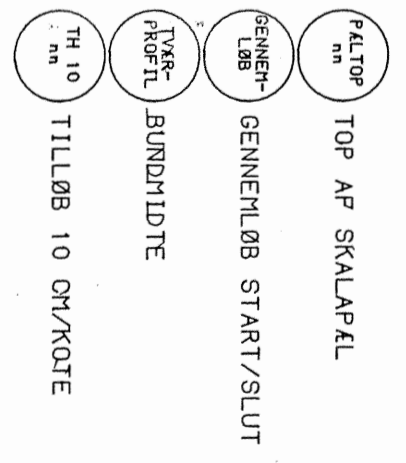 PÆLTOP
nn
TOP AF SKALAPÆL
GENNEM-
LØB
GENNEMLØB START/SLUT
TVÆR-
PROFIL
BUNDMIDTE
TH 10
nn
TILLØB 10 CM/KOTE